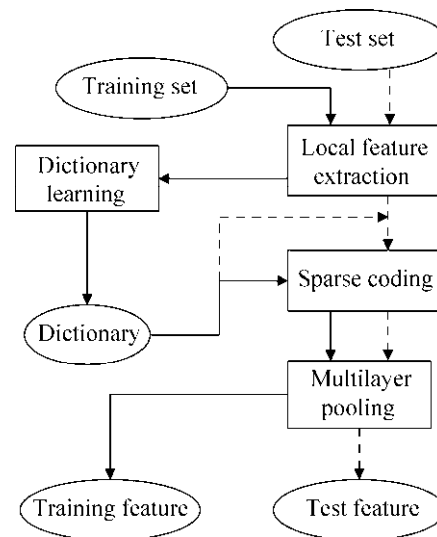 Test set
Training set
Local feature
extraction
Dictionary
learning
Sparse coding
Dictionary
Multilayer
pooling
Training feature
Test feature